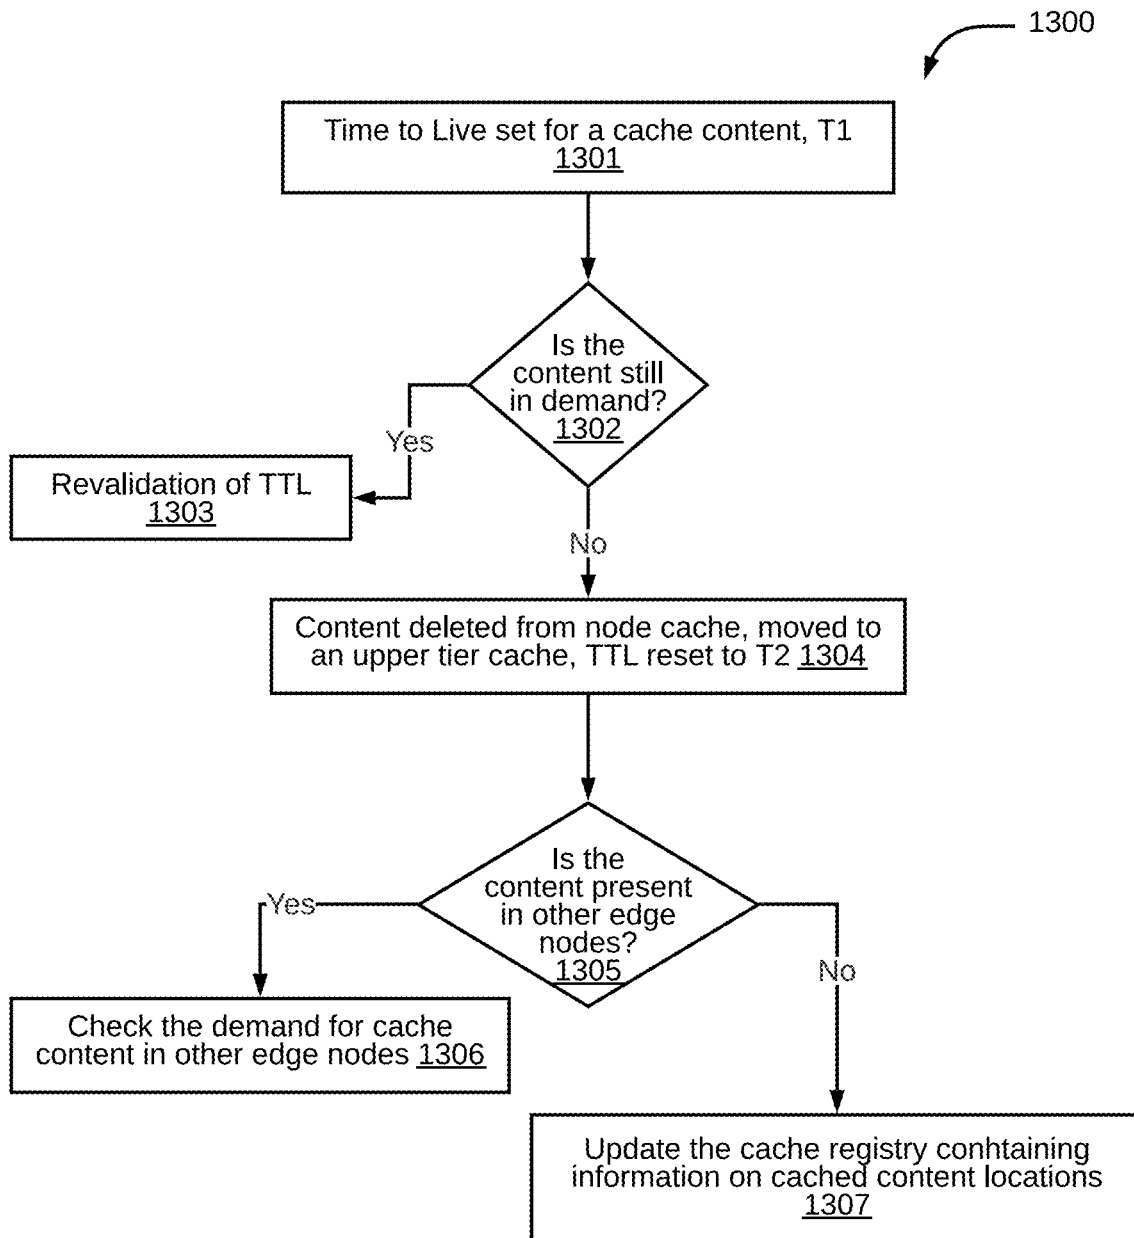 1300
Time to Live set for a cache content, T1
1301
Is the
content still
in demand?
1302
Yes
Revalidation of TTL
1303
No
Content deleted from node cache, moved to
an upper tier cache, TTL reset to T2 1304
Is the
content present
in other edge
nodes?
1305
Yes
No
Check the demand for cache
content in other edge nodes 1306
Update the cache registry conhtaining
information on cached content locations
1307